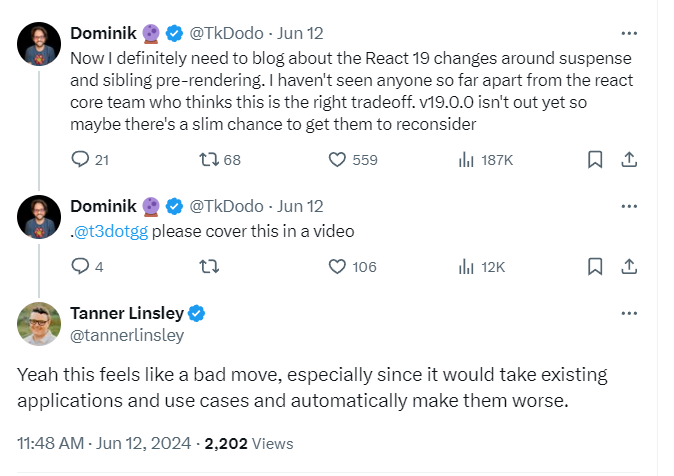 Dominik 🔮 @TkDodo · Jun 12 ...
Now I definitely need to blog about the React 19 changes around suspense
and sibling pre-rendering. I haven't seen anyone so far apart from the react
core team who thinks this is the right tradeoff. v19.0.0 isn't out yet so
maybe there's a slim chance to get them to reconsider
21 68 559 187K
Dominik 🔮 @TkDodo · Jun 12 ...
.@t3dotgg please cover this in a video
4 106 12K
Tanner Linsley ...
@tannerlinsley
Yeah this feels like a bad move, especially since it would take existing
applications and use cases and automatically make them worse.
11:48 AM · Jun 12, 2024 · 2,202 Views